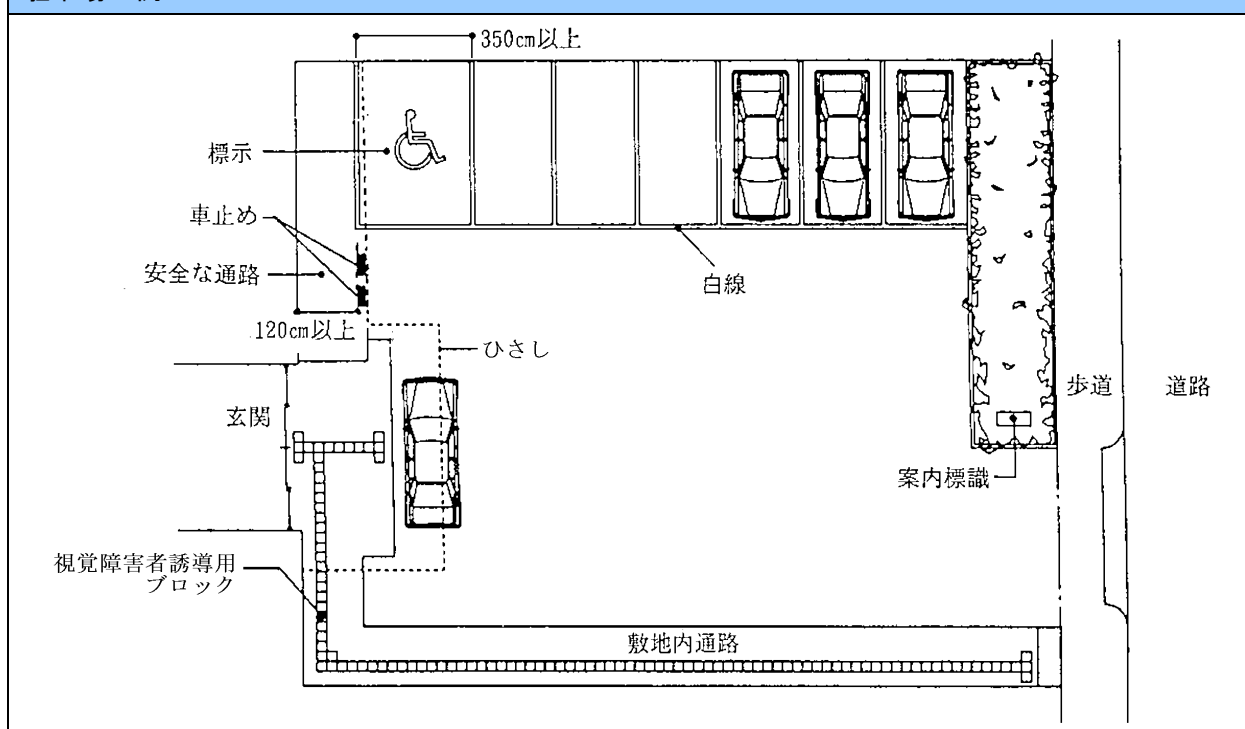 350cm以上
標示
車止め
安全な通路
白線
120cm以上
ひさし
歩道
道路
玄関
案内標識
視覚障害者誘導用
ブロック
敷地内通路